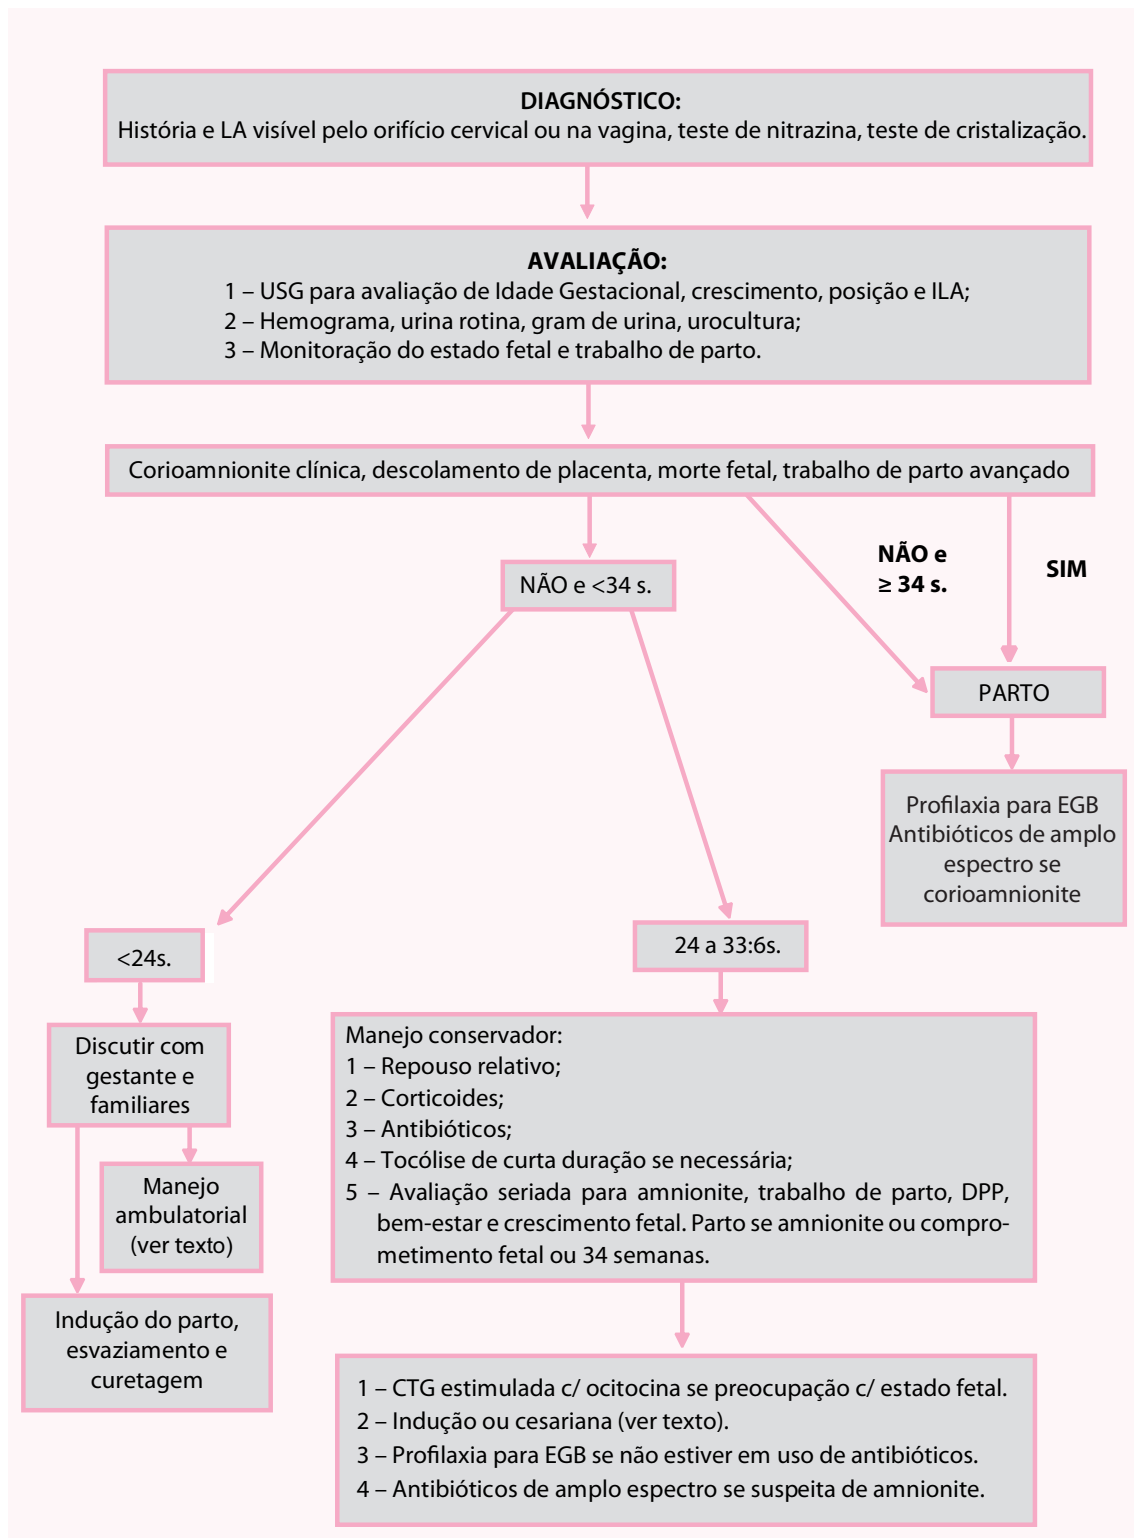 DIAGNÓSTICO:
História e LA visível pelo orifício cervical ou na vagina, teste de nitrazina, teste de cristalização.
AVALIAÇÃO:
1 – USG para avaliação de Idade Gestacional, crescimento, posição e ILA;
2 – Hemograma, urina rotina, gram de urina, urocultura;
3 – Monitoração do estado fetal e trabalho de parto.
Corioamnionite clínica, descolamento de placenta, morte fetal, trabalho de parto avançado
NÃO e <34 s.
NÃO e
≥ 34 s.
SIM
PARTO
Profilaxia para EGB
Antibióticos de amplo
espectro se
corioamnionite
<24s.
Discutir com
gestante e
familiares
Manejo
ambulatorial
(ver texto)
Indução do parto,
esvaziamento e
curetagem
24 a 33:6s.
Manejo conservador:
1 – Repouso relativo;
2 – Corticoides;
3 – Antibióticos;
4 – Tocólise de curta duração se necessária;
5 – Avaliação seriada para amnionite, trabalho de parto, DPP,
bem-estar e crescimento fetal. Parto se amnionite ou compro-
metimento fetal ou 34 semanas.
1 – CTG estimulada c/ ocitocina se preocupação c/ estado fetal.
2 – Indução ou cesariana (ver texto).
3 – Profilaxia para EGB se não estiver em uso de antibióticos.
4 – Antibióticos de amplo espectro se suspeita de amnionite.